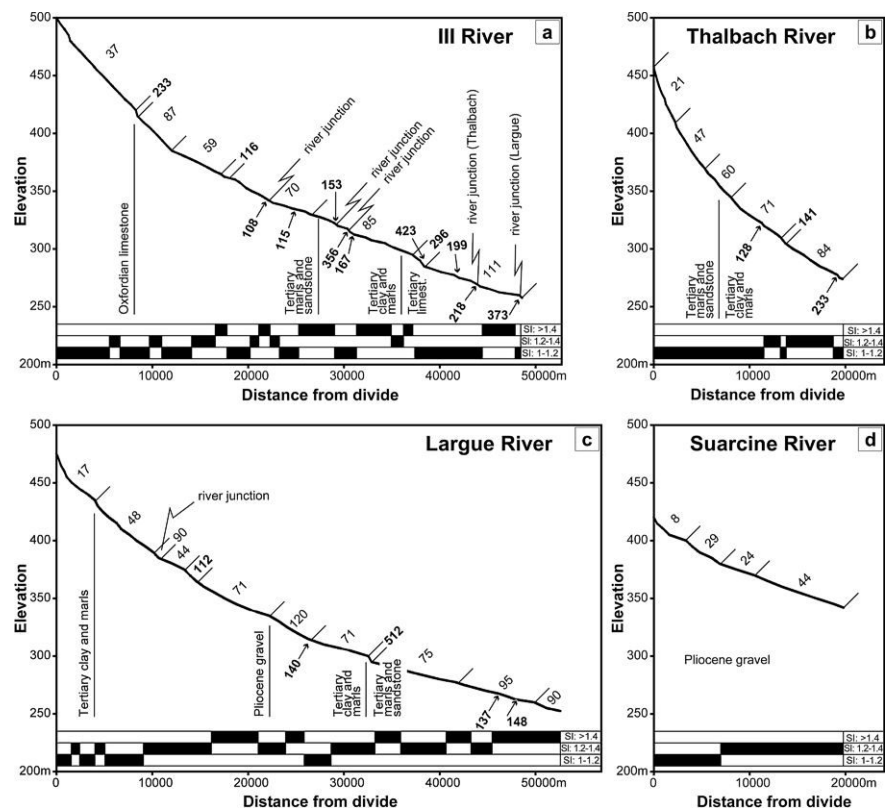 500
450
400
350
300
250
200m
Elevation
Ill River
a
37
233
87
59
116
108
river junction
70
115
153
river junction
river junction
356
167
85
423
296
199
river junction (Thalbach)
218
111
river junction (Largue)
373
Oxfordian limestone
Tertiary
marls and
sandstone
Tertiary
clay and
marls
Tertiary
limest.
SI: >1.4
SI: 1.2-1.4
SI: 1-1.2
0
10000
20000
30000
40000
50000m
Distance from divide
500
450
400
350
300
250
200m
Elevation
Thalbach River
b
21
47
60
71
128
141
84
233
Tertiary
marls and
sandstone
Tertiary
clay and
marls
SI: >1.4
SI: 1.2-1.4
SI: 1-1.2
0
10000
20000m
Distance from divide
500
450
400
350
300
250
200m
Elevation
Largue River
c
17
48
river junction
90
44
112
71
120
140
71
512
75
95
137
148
90
Tertiary clay and marls
Pliocene gravel
Tertiary
clay and
marls
Tertiary
marls and
sandstone
SI: >1.4
SI: 1.2-1.4
SI: 1-1.2
0
10000
20000
30000
40000
50000m
Distance from divide
500
450
400
350
300
250
200m
Elevation
Suarcine River
d
8
29
24
44
Pliocene gravel
SI: >1.4
SI: 1.2-1.4
SI: 1-1.2
0
10000
20000m
Distance from divide